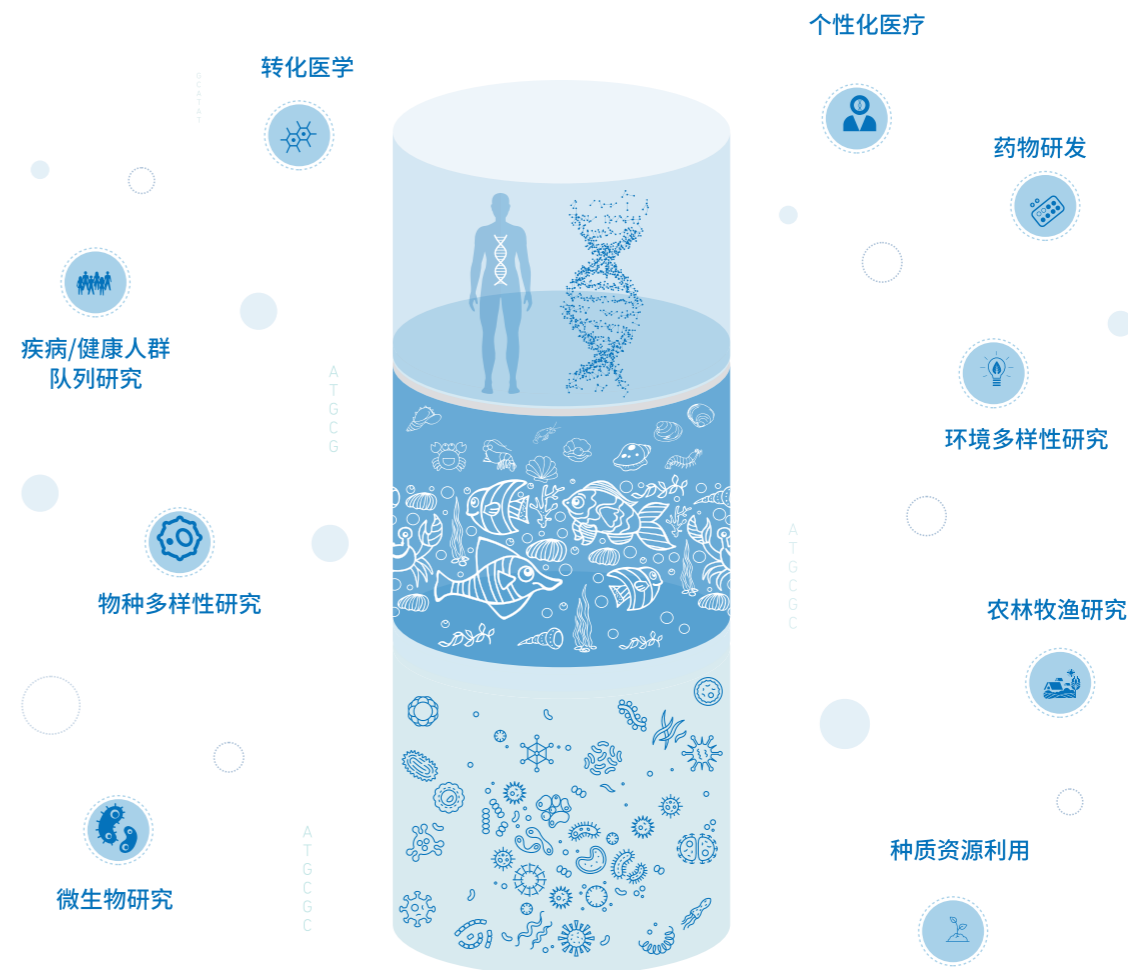 个性化医疗
转化医学
药物研发
疾病/健康人群
队列研究
A
T
G
C
G
环境多样性研究
A
T
G
C
G
C
物种多样性研究
农林牧渔研究
A
T
G
C
G
C
种质资源利用
微生物研究